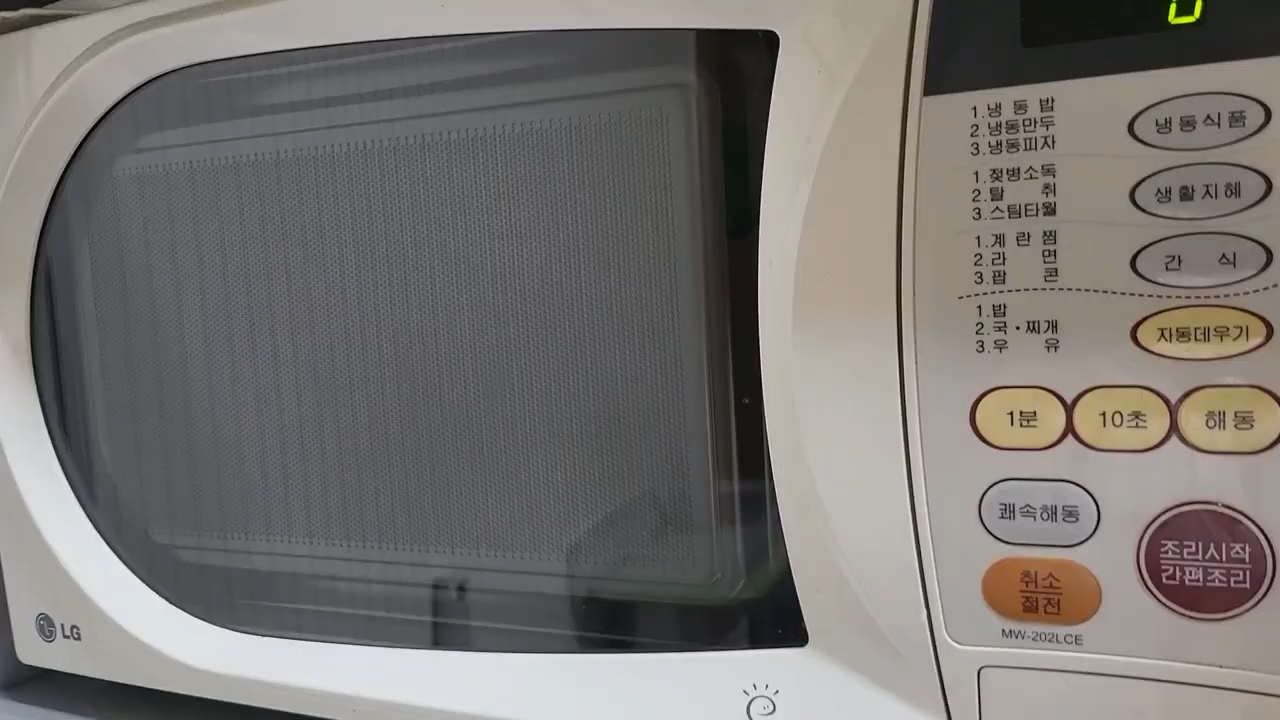 0
1.냉 동 밥
2.냉동만두
3.냉동피자
냉동식품
1.젖병소독
2.탈 취
3.스팀타월
생활지혜
1.계 란 찜
2.라 면
3.팝 콘
간 식
1.밥
2.국·찌개
3.우 유
자동데우기
1분
10초
해동
쾌속해동
조리시작
간편조리
취소
절전
MW-202LCE
LG